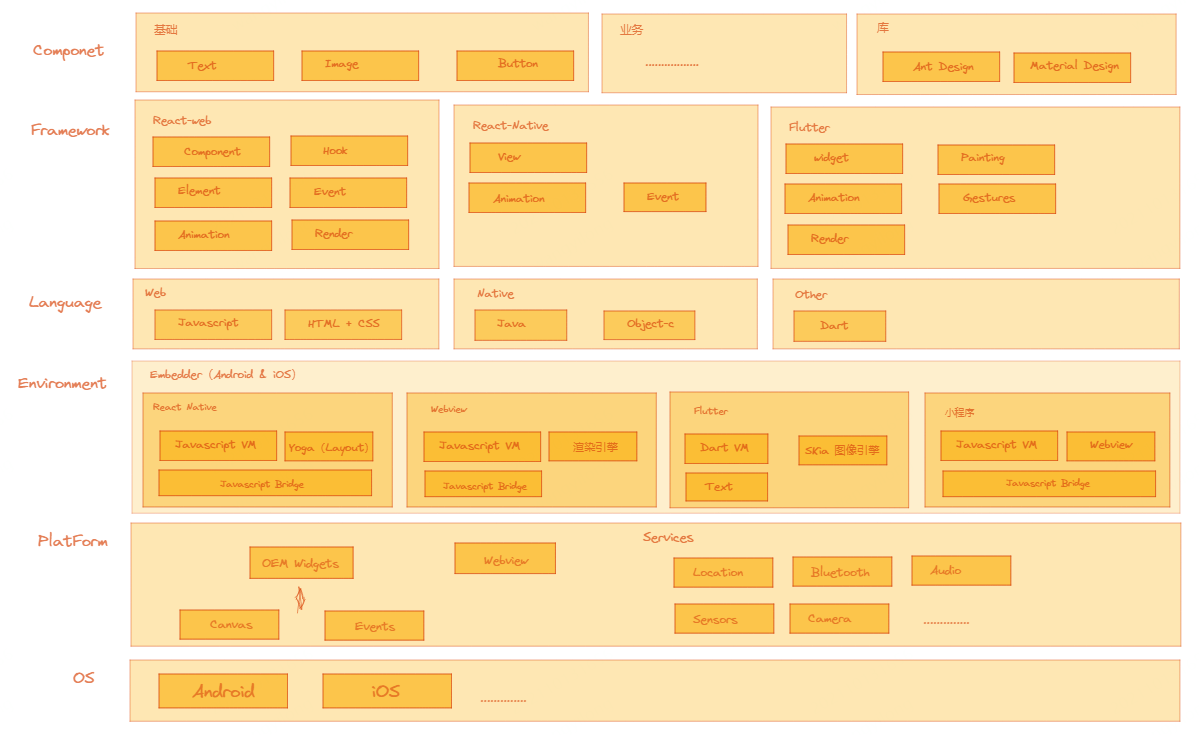 Componet
基础
Text
Image
Button
业务
................
库
Ant Design
Material Design
Framework
React-web
Component
Hook
Element
Event
Animation
Render
React-Native
View
Animation
Event
Flutter
widget
Painting
Animation
Gestures
Render
Language
Web
Javascript
HTML + CSS
Native
Java
Object-c
Other
Dart
Environment
Embedder (Android & iOS)
React Native
Javascript VM
Yoga (Layout)
Javascript Bridge
Webview
Javascript VM
渲染引擎
Javascript Bridge
Flutter
Dart VM
SKia 图像引擎
Text
小程序
Javascript VM
Webview
Javascript Bridge
PlatForm
OEM Widgets
Webview
Canvas
Events
Services
Location
Bluetooth
Audio
Sensors
Camera
..............
OS
Android
iOS
..............